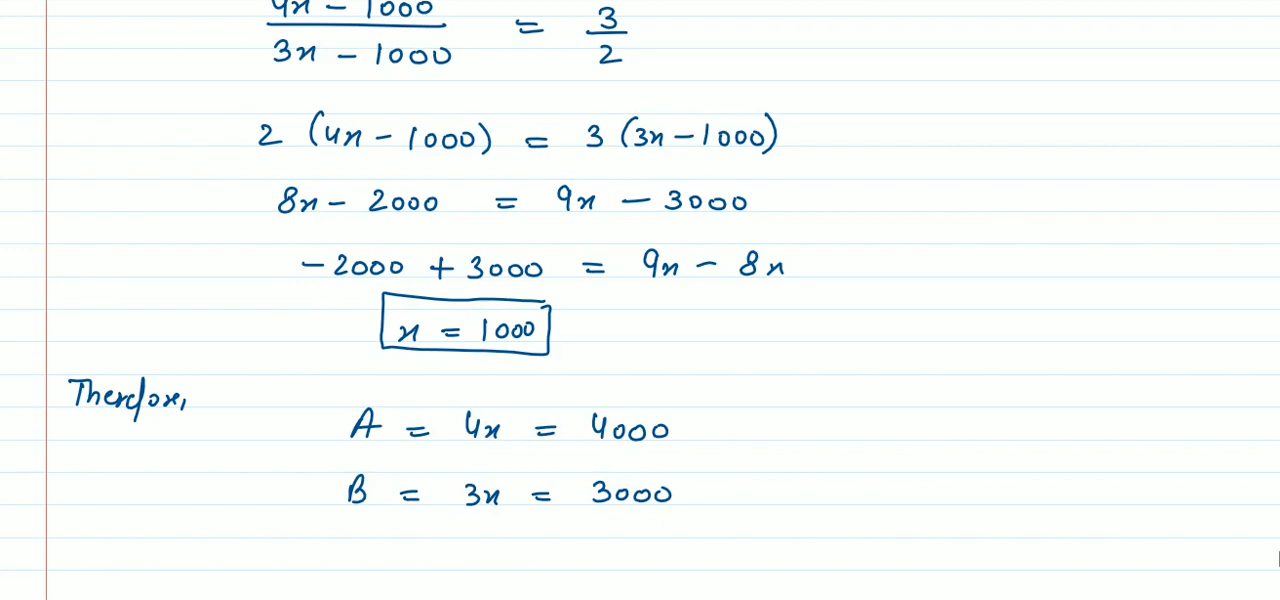 4x - 1000
3x - 1000 = 3/2
2 (4x - 1000) = 3 (3x - 1000)
8x - 2000 = 9x - 3000
- 2000 + 3000 = 9x - 8x
x = 1000
Therefore,
A = 4x = 4000
B = 3x = 3000